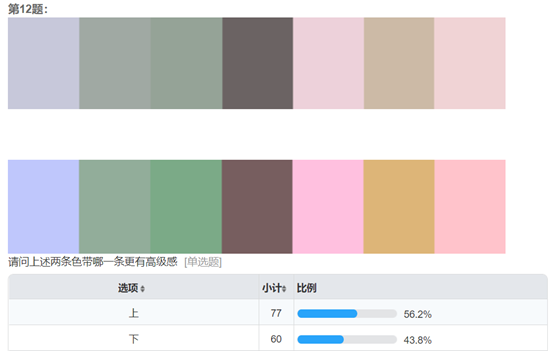 第12题：
请问上述两条色带哪一条更有高级感 [单选题]
选项 小计 比例
上 77 56.2%
下 60 43.8%